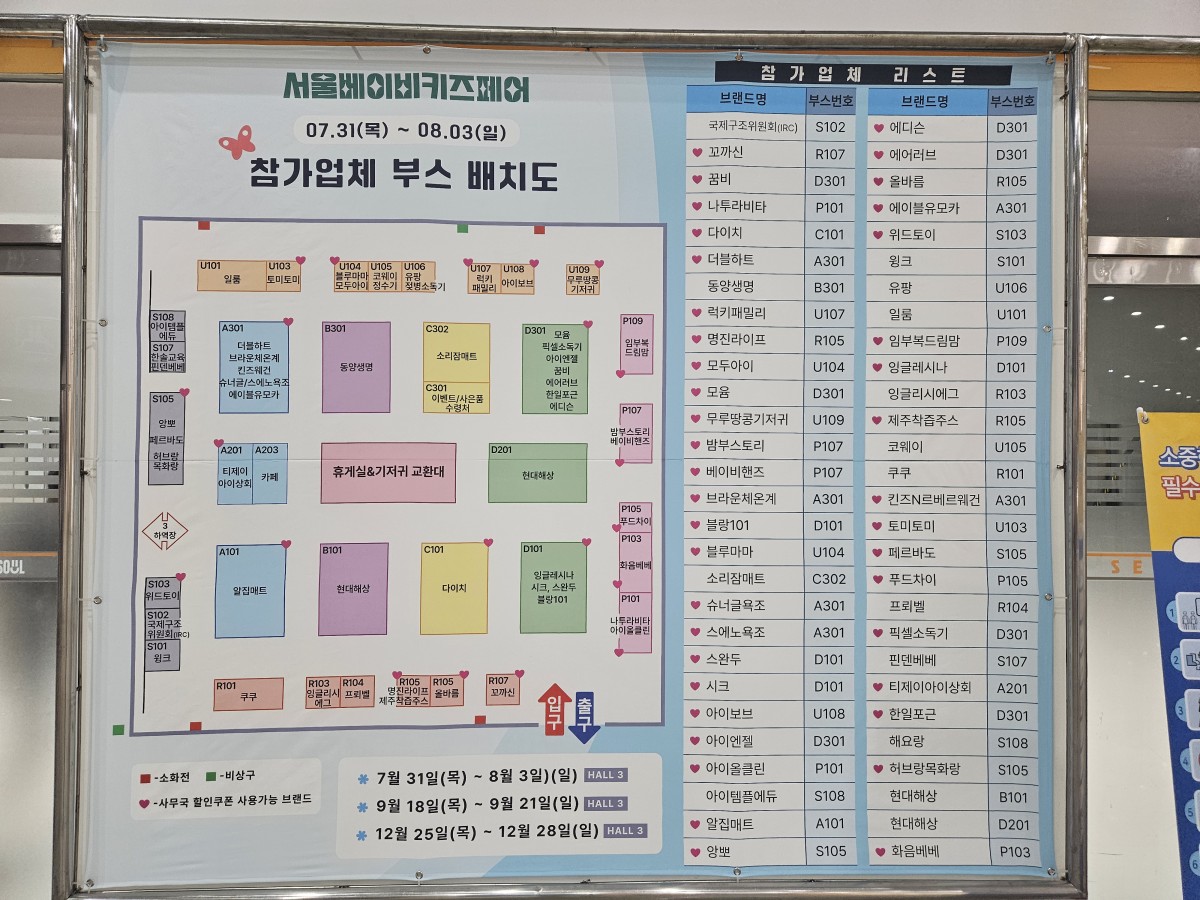 서울베이비키즈페어
07.31(목) ~ 08.03(일)
참가업체 부스 배치도
U101
일룸
U103
토미토미
U104
블루마마
모두아이
U105
코웨이
정수기
U106
유팡
젖병소독기
U107
럭키
패밀리
U108
아이보브
U109
무루땅콩
기저귀
S108
아이템플
에듀
S107
한솔교육
핀덴베베
A301
더블하트
브라운체온계
킨즈웨건
슈너글/스에노욕조
에이블유모카
B301
동양생명
C302
소리잠매트
C301
이벤트/사은품
수령처
D301
모윰
픽셀소독기
아이엔젤
꿈비
에어러브
한일포근
에디슨
P109
임부복
드림맘
S105
앙뽀
페르바도
허브랑
목화랑
P107
밤부스토리
베이비핸즈
A201
티제이
아이상회
A203
카페
휴게실&기저귀 교환대
D201
현대해상
3
하역장
P105
푸드차이
P103
화음베베
P101
나투라비타
아이올클린
A101
알집매트
B101
현대해상
C101
다이치
D101
잉글레시나
시크, 스완두
블랑101
S103
위드토이
S102
국제구조
위원회(IRC)
S101
윙크
R101
쿠쿠
R103
잉글리시
에그
R104
프뢰벨
R105
명진라이프
제주착즙주스
R105
올바름
R107
꼬까신
입구
출구
-소화전
-비상구
-사무국 할인쿠폰 사용가능 브랜드
7월 31일(목) ~ 8월 3일)(일) HALL 3
9월 18일(목) ~ 9월 21일(일) HALL 3
12월 25일(목) ~ 12월 28일(일) HALL 3
참가업체 리스트
브랜드명 부스번호 브랜드명 부스번호
국제구조위원회(IRC) S102 에디슨 D301
꼬까신 R107 에어러브 D301
꿈비 D301 올바름 R105
나투라비타 P101 에이블유모카 A301
다이치 C101 위드토이 S103
더블하트 A301 윙크 S101
동양생명 B301 유팡 U106
럭키패밀리 U107 일룸 U101
명진라이프 R105 임부복드림맘 P109
모두아이 U104 잉글레시나 D101
모윰 D301 잉글리시에그 R103
무루땅콩기저귀 U109 제주착즙주스 R105
밤부스토리 P107 코웨이 U105
베이비핸즈 P107 쿠쿠 R101
브라운체온계 A301 킨즈N르베르웨건 A301
블랑101 D101 토미토미 U103
블루마마 U104 페르바도 S105
소리잠매트 C302 푸드차이 P105
슈너글욕조 A301 프뢰벨 R104
스에노욕조 A301 픽셀소독기 D301
스완두 D101 핀덴베베 S107
시크 D101 티제이아이상회 A201
아이보브 U108 한일포근 D301
아이엔젤 D301 해요랑 S108
아이올클린 P101 허브랑목화랑 S105
아이템플에듀 S108 현대해상 B101
알집매트 A101 현대해상 D201
앙뽀 S105 화음베베 P103
SE
필수
1
2
3
4
5
6